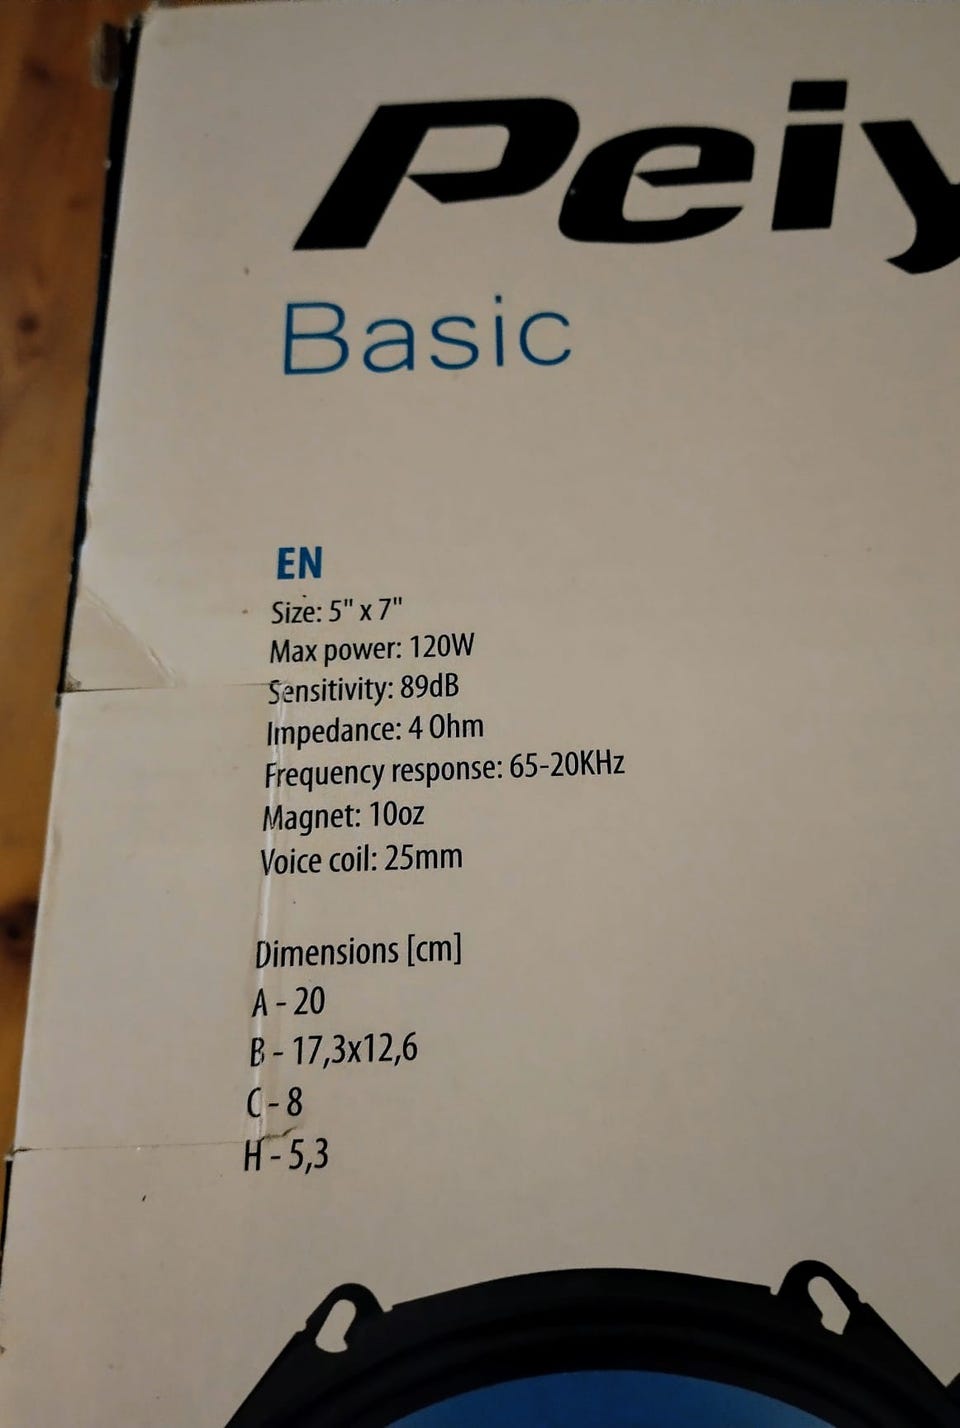 Peiy
Basic
EN
Size: 5" x 7"
Max power: 120W
Sensitivity: 89dB
Impedance: 4 Ohm
Frequency response: 65-20KHz
Magnet: 10oz
Voice coil: 25mm
Dimensions [cm]
A - 20
B - 17,3x12,6
C - 8
H - 5,3